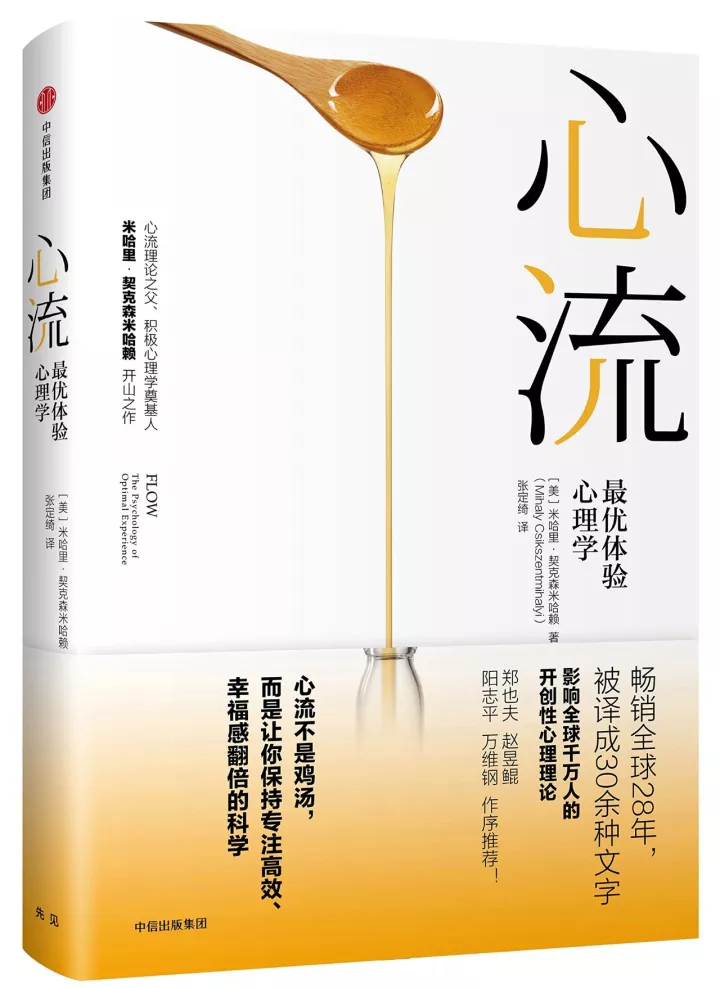 中信出版集团
心流
最优体验
心理学
[美]米哈里·契克森米哈赖
张定绮 译
先见
心流
最优体验
心理学
[美]米哈里·契克森米哈赖 著
(Mihaly Csikszentmihalyi)
张定绮 译
心流理论之父、积极心理学奠基人
米哈里·契克森米哈赖 开山之作
FLOW
The Psychology of
Optimal Experience
畅销全球28年,
被译成30余种文字
影响全球千万人的
开创性心理理论
郑也夫 赵昱鲲
阳志平 万维钢 作序推荐!
心流不是鸡汤,
而是让你保持专注高效、
幸福感翻倍的科学
中信出版集团